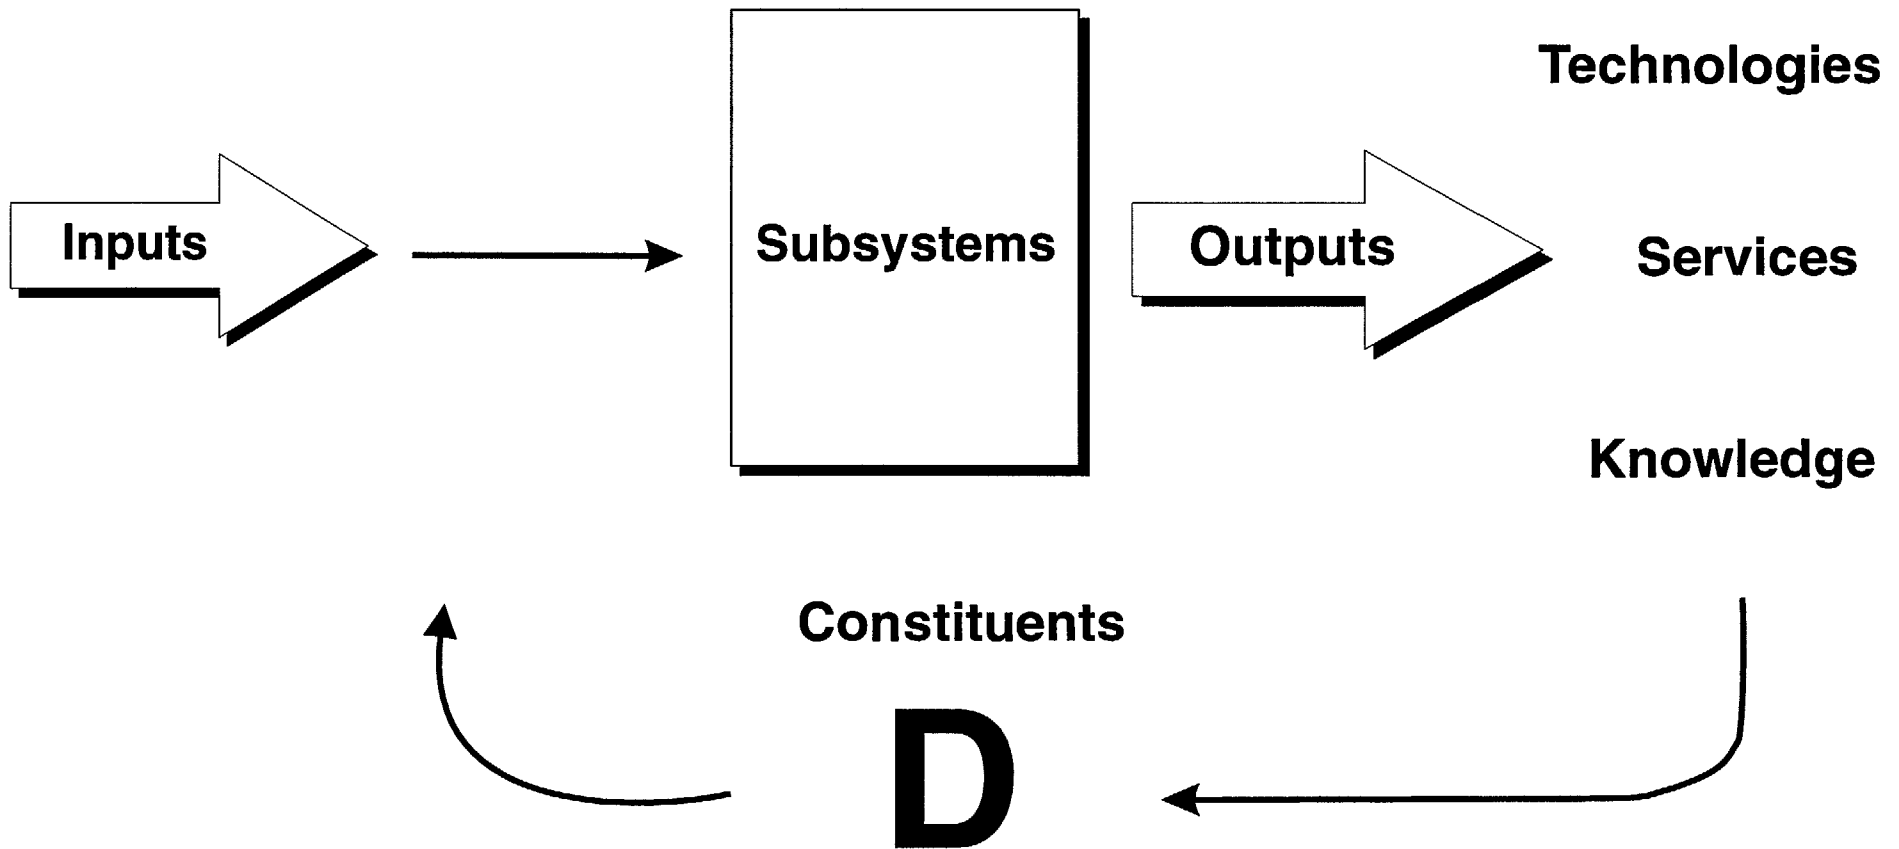 Technologies
Inputs
Subsystems
Outputs
Services
Knowledge
Constituents
D